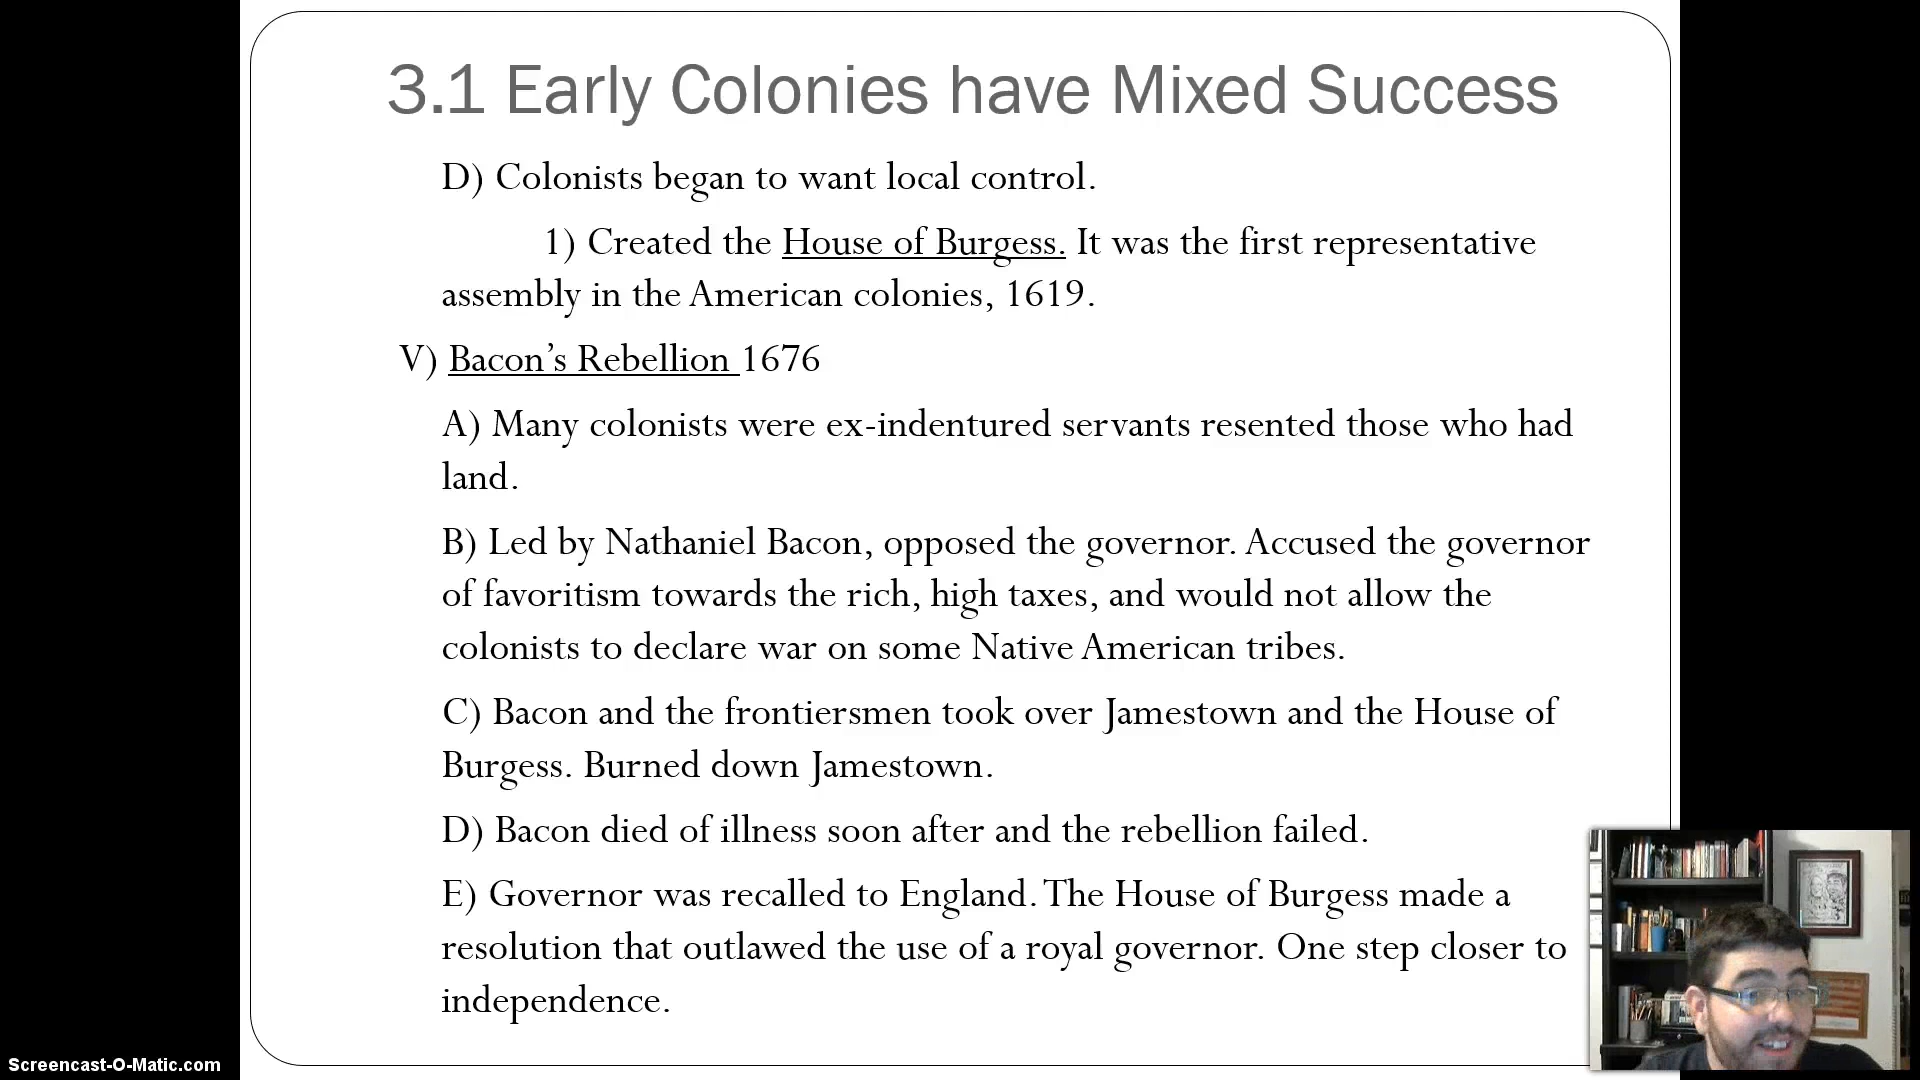 3.1 Early Colonies have Mixed Success
D) Colonists began to want local control.
1) Created the House of Burgess. It was the first representative
assembly in the American colonies, 1619.
V) Bacon’s Rebellion 1676
A) Many colonists were ex-indentured servants resented those who had
land.
B) Led by Nathaniel Bacon, opposed the governor. Accused the governor
of favoritism towards the rich, high taxes, and would not allow the
colonists to declare war on some Native American tribes.
C) Bacon and the frontiersmen took over Jamestown and the House of
Burgess. Burned down Jamestown.
D) Bacon died of illness soon after and the rebellion failed.
E) Governor was recalled to England. The House of Burgess made a
resolution that outlawed the use of a royal governor. One step closer to
independence.
Screencast-O-Matic.com